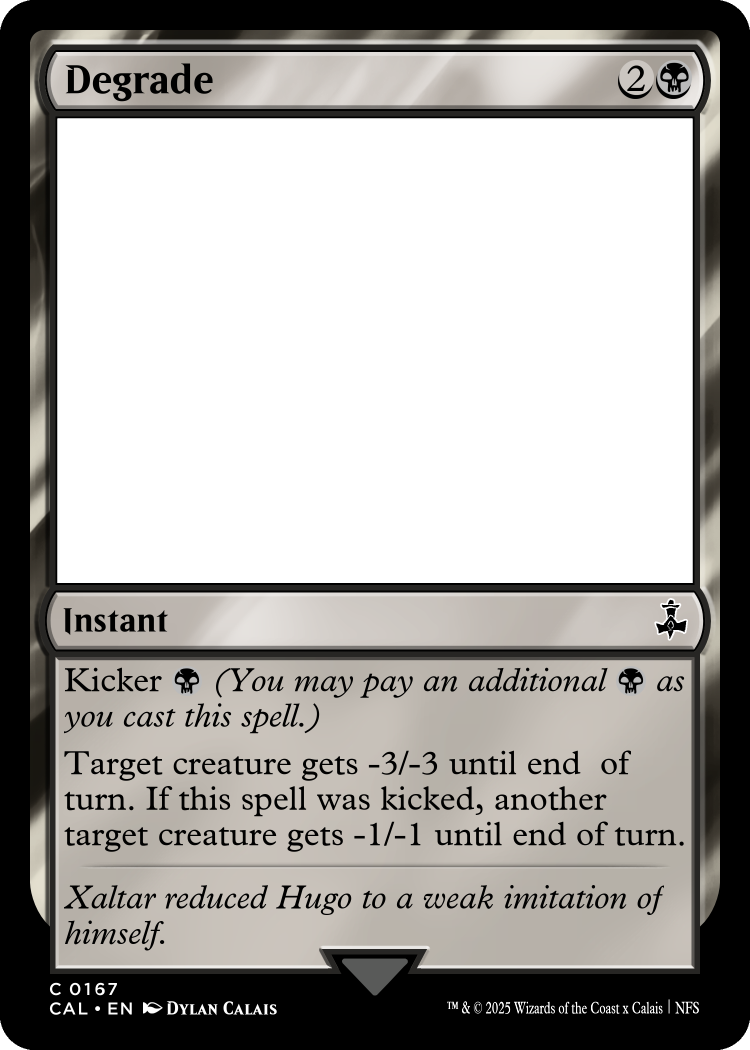 Degrade 2
Instant
Kicker (You may pay an additional as
you cast this spell.)
Target creature gets -3/-3 until end  of
turn. If this spell was kicked, another
target creature gets -1/-1 until end of turn.
Xaltar reduced Hugo to a weak imitation of
himself.
C 0167
CAL • EN DYLAN CALAIS
™ & © 2025 Wizards of the Coast x Calais | NFS